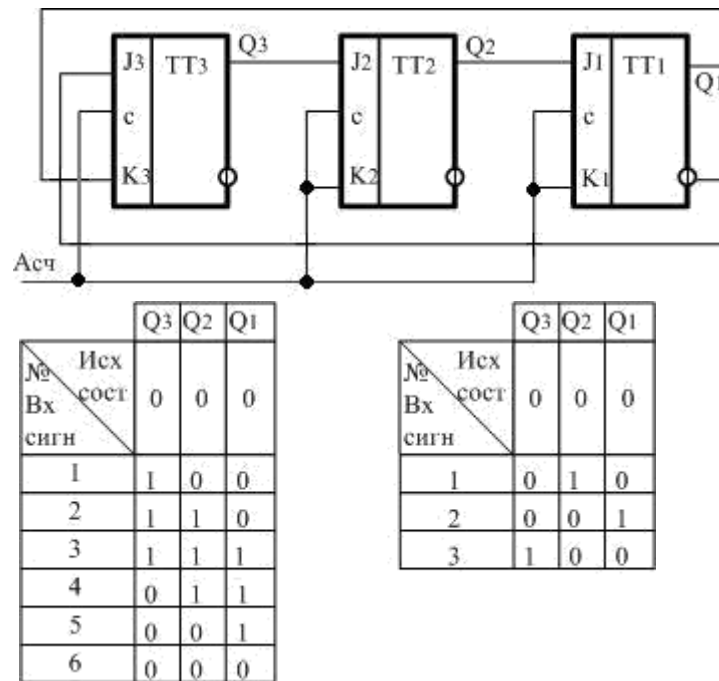 Q3 Q2
J3 TT3 J2 TT2 J1 TT1
Q1
c c c
K3 K2 K1
Aсч
Q3 Q2 Q1
№ Вх сигн Исх сост 0 0 0
1 1 0 0
2 1 1 0
3 1 1 1
4 0 1 1
5 0 0 1
6 0 0 0
Q3 Q2 Q1
№ Вх сигн Исх сост 0 0 0
1 0 1 0
2 0 0 1
3 1 0 0